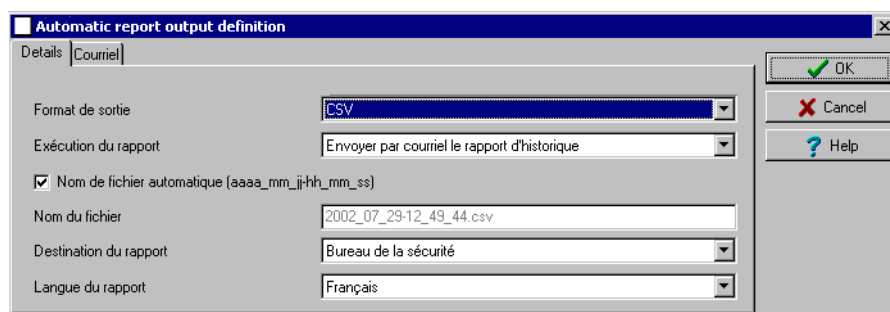 Automatic report output definition
Details Courriel
OK
Cancel
Help
Format de sortie CSV
Exécution du rapport Envoyer par courriel le rapport d'historique
Nom de fichier automatique (aaaa_mm_jj-hh_mm_ss)
Nom du fichier 2002_07_29-12_49_44.csv
Destination du rapport Bureau de la sécurité
Langue du rapport Français